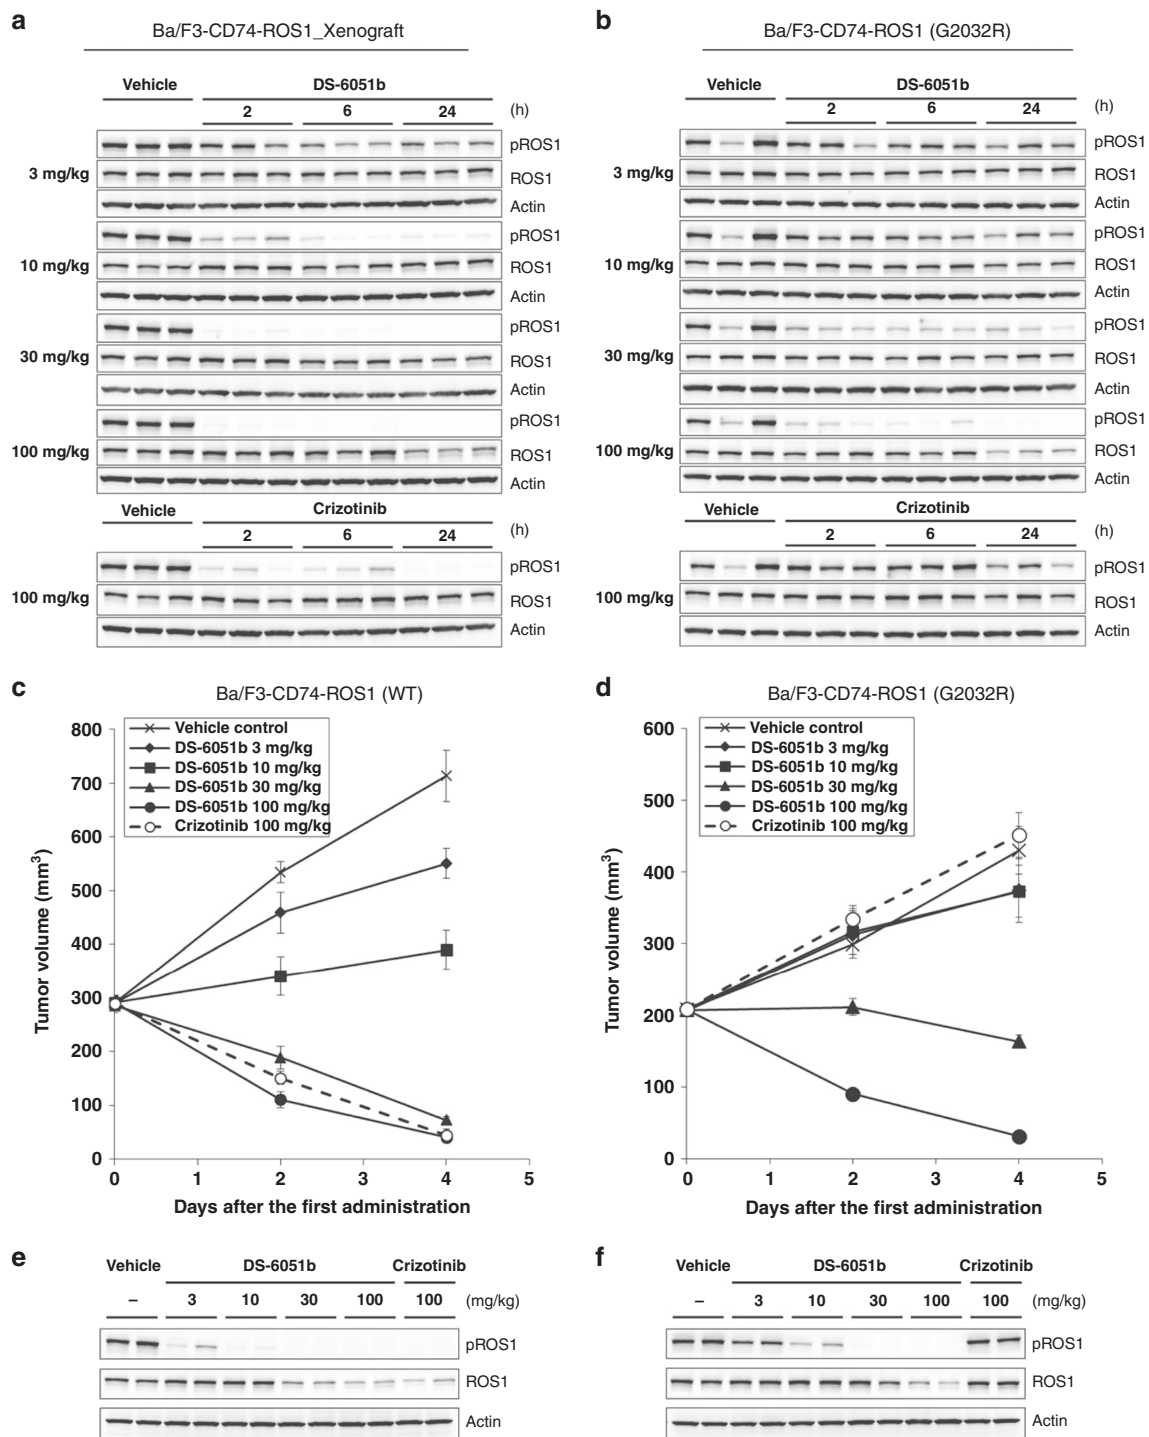 a
Ba/F3-CD74-ROS1_Xenograft
Vehicle DS-6051b
2 6 24 (h)
pROS1
3 mg/kg ROS1
Actin
pROS1
10 mg/kg ROS1
Actin
pROS1
30 mg/kg ROS1
Actin
pROS1
100 mg/kg ROS1
Actin
Vehicle Crizotinib
2 6 24 (h)
pROS1
100 mg/kg ROS1
Actin
b
Ba/F3-CD74-ROS1 (G2032R)
Vehicle DS-6051b
2 6 24 (h)
pROS1
3 mg/kg ROS1
Actin
pROS1
10 mg/kg ROS1
Actin
pROS1
30 mg/kg ROS1
Actin
pROS1
100 mg/kg ROS1
Actin
Vehicle Crizotinib
2 6 24 (h)
pROS1
100 mg/kg ROS1
Actin
c
Ba/F3-CD74-ROS1 (WT)
Vehicle control
DS-6051b 3 mg/kg
DS-6051b 10 mg/kg
DS-6051b 30 mg/kg
DS-6051b 100 mg/kg
Crizotinib 100 mg/kg
Tumor volume (mm³)
800
700
600
500
400
300
200
100
0
0 1 2 3 4 5
Days after the first administration
d
Ba/F3-CD74-ROS1 (G2032R)
Vehicle control
DS-6051b 3 mg/kg
DS-6051b 10 mg/kg
DS-6051b 30 mg/kg
DS-6051b 100 mg/kg
Crizotinib 100 mg/kg
Tumor volume (mm³)
600
500
400
300
200
100
0
0 1 2 3 4 5
Days after the first administration
e
Vehicle DS-6051b Crizotinib
– 3 10 30 100 100 (mg/kg)
pROS1
ROS1
Actin
f
Vehicle DS-6051b Crizotinib
– 3 10 30 100 100 (mg/kg)
pROS1
ROS1
Actin